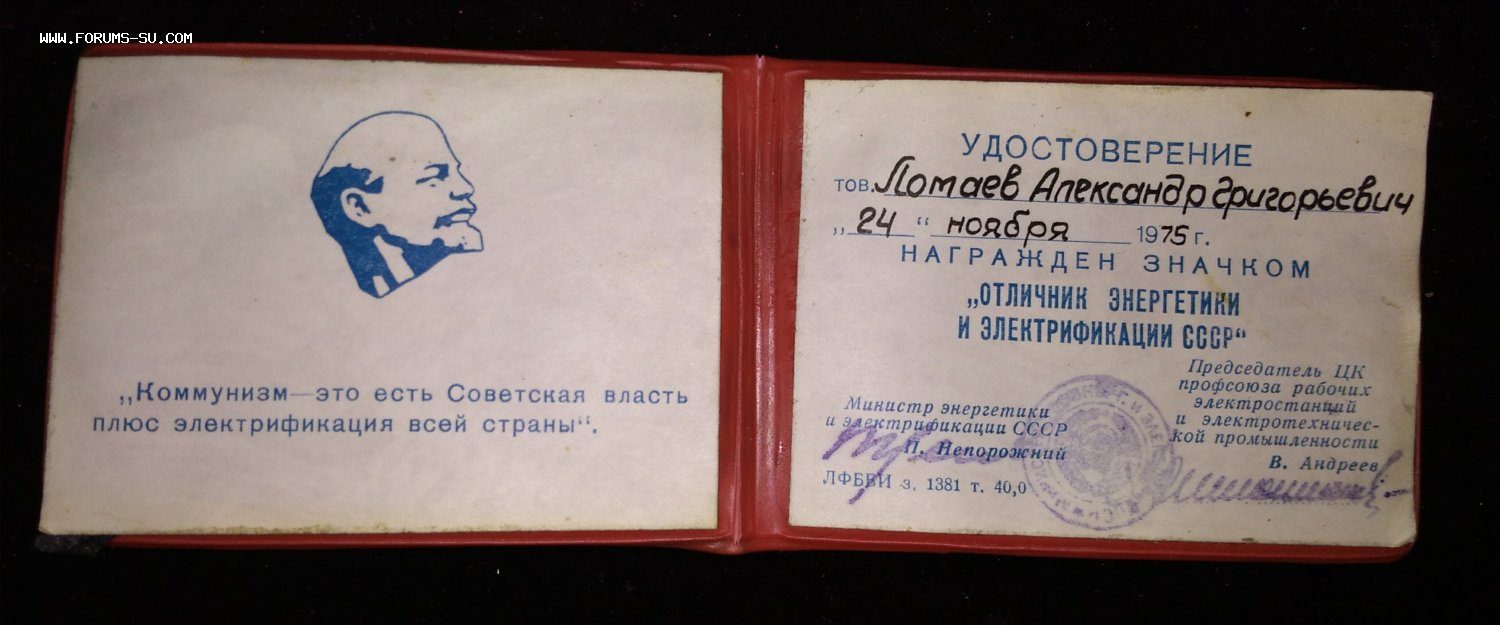 WWW.FORUMS-SU.COM
„Коммунизм—это есть Советская власть
плюс электрификация всей страны“.
УДОСТОВЕРЕНИЕ
тов. Ломаев Александр Григорьевич
„24“ ноября 1975 г.
НАГРАЖДЕН ЗНАЧКОМ
„ОТЛИЧНИК ЭНЕРГЕТИКИ
И ЭЛЕКТРИФИКАЦИИ СССР“
Министр энергетики
и электрификации СССР
П. Непорожний
ЛФБВИ з. 1381 т. 40,0
Председатель ЦК
профсоюза рабочих
электростанций
и электротехничес-
кой промышленности
В. Андреев